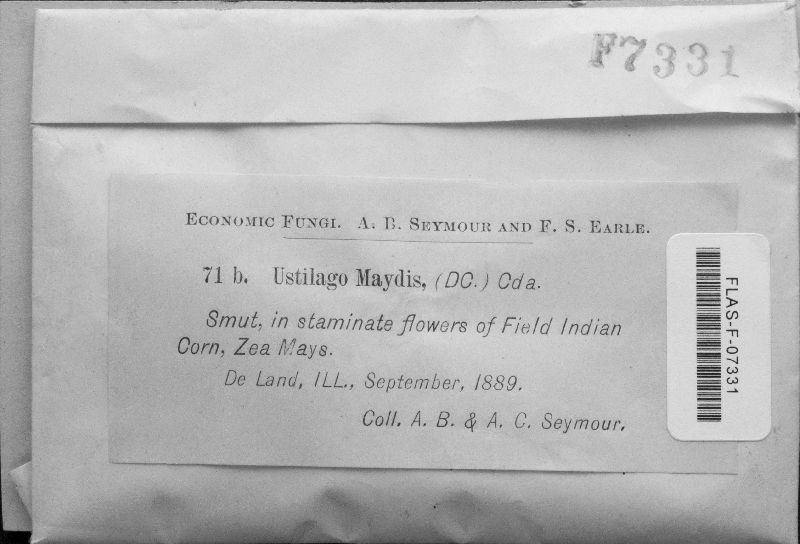 F7331
Economic Fungi. A. B. Seymour and F. S. Earle.
71 b. Ustilago Maydis, (DC.) Cda.
Smut, in staminate flowers of Field Indian
Corn, Zea Mays.
De Land, ILL., September, 1889.
Coll. A. B. & A. C. Seymour.
FLAS-F-07331